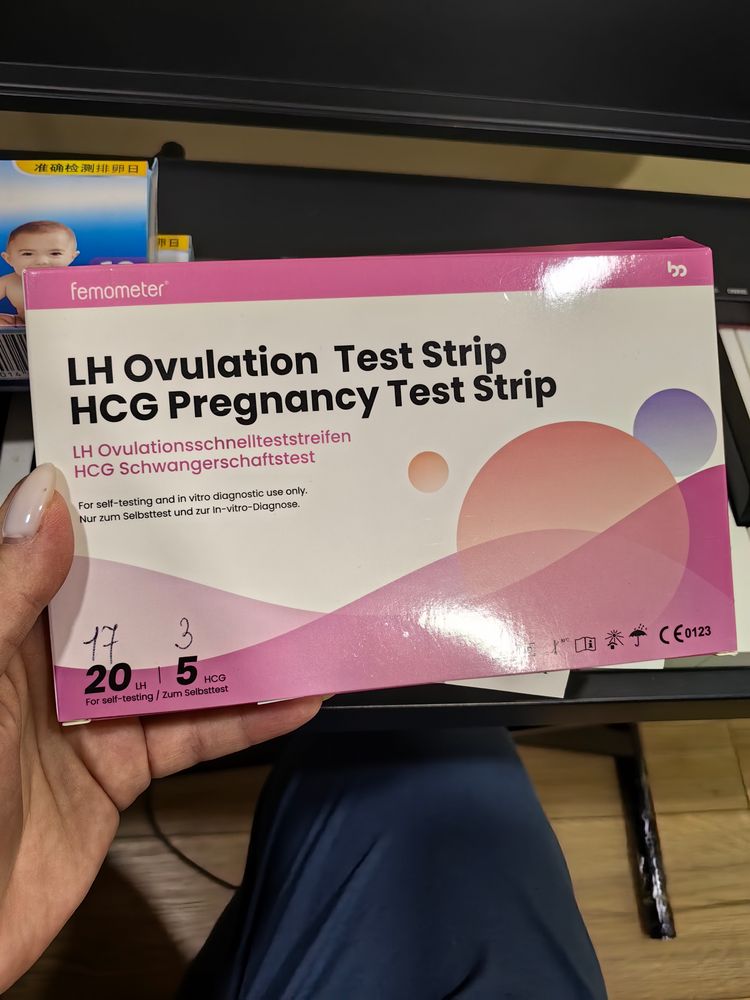 准确检测排卵日
卵日
femometer®
LH Ovulation Test Strip
HCG Pregnancy Test Strip
LH Ovulationsschnellteststreifen
HCG Schwangerschaftstest
For self-testing and in vitro diagnostic use only.
Nur zum Selbsttest und zur In-vitro-Diagnose.
17 3
20 LH | 5 HCG
For self-testing / Zum Selbsttest
CE 0123